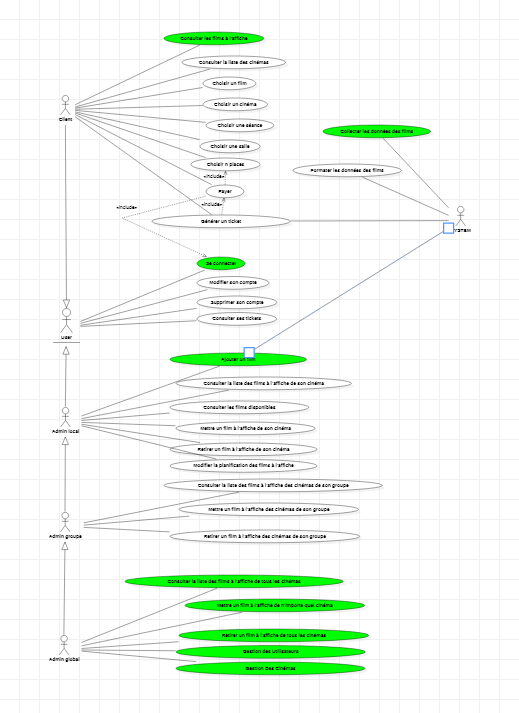 Consulter les films à l'affiche
Consulter la liste des cinémas
Choisir un film
Choisir un cinéma
Client
Choisir une séance
Collecter les données des films
Choisir une salle
Choisir n places
Formater les données des films
«include»
Payer
«include»
«include»
Générer un ticket
Se connecter
Modifier son compte
Supprimer son compte
Consulter ses tickets
User
Ajouter un film
Consulter la liste des films à l'affiche de son cinéma
Consulter les films disponibles
Mettre un film à l'affiche de son cinéma
Admin local
Retirer un film à l'affiche de son cinéma
Modifier la planification des films à l'affiche
Consulter la liste des films à l'affiche des cinémas de son groupe
Mettre un film à l'affiche des cinémas de son groupe
Admin groupe
Retirer un film à l'affiche des cinémas de son groupe
Consulter la liste des films à l'affiche de tous les cinémas
Mettre un film à l'affiche de n'importe quel cinéma
Retirer un film à l'affiche de tous les cinémas
Gestion des utilisateurs
Admin global
Gestion des Cinémas